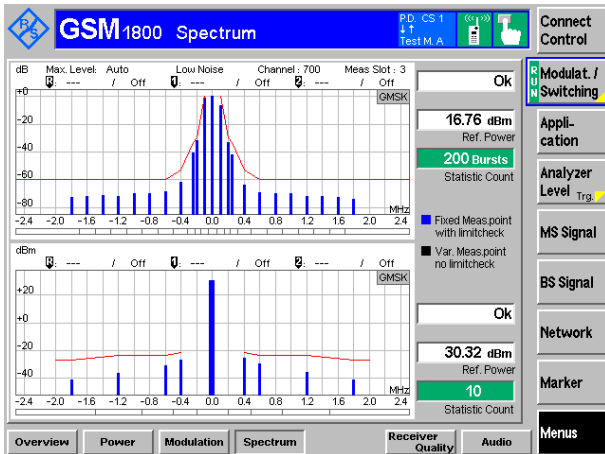 R/S
GSM 1800 Spectrum
P.D. CS 1
Test M. A
Connect Control
dB Max. Level: Auto Low Noise Channel : 700 Meas Slot : 3
--- / Off --- / Off --- / Off
GMSK
+0
-20
-40
-60
-80
MHz
-2.4 -2.0 -1.6 -1.2 -0.8 -0.4 0.0 0.4 0.8 1.2 1.6 2.0 2.4
Ok
16.76 dBm
Ref. Power
200 Bursts
Statistic Count
Fixed Meas.point
with limitcheck
Var. Meas.point
no limitcheck
dBm
--- / Off --- / Off --- / Off
GMSK
+20
+0
-20
-40
MHz
-2.4 -2.0 -1.6 -1.2 -0.8 -0.4 0.0 0.4 0.8 1.2 1.6 2.0 2.4
Ok
30.32 dBm
Ref. Power
10
Statistic Count
RUN
Modulat. /
Switching
Appli-
cation
Analyzer
Level Trg.
MS Signal
BS Signal
Network
Marker
Menus
Overview Power Modulation Spectrum Receiver Quality Audio